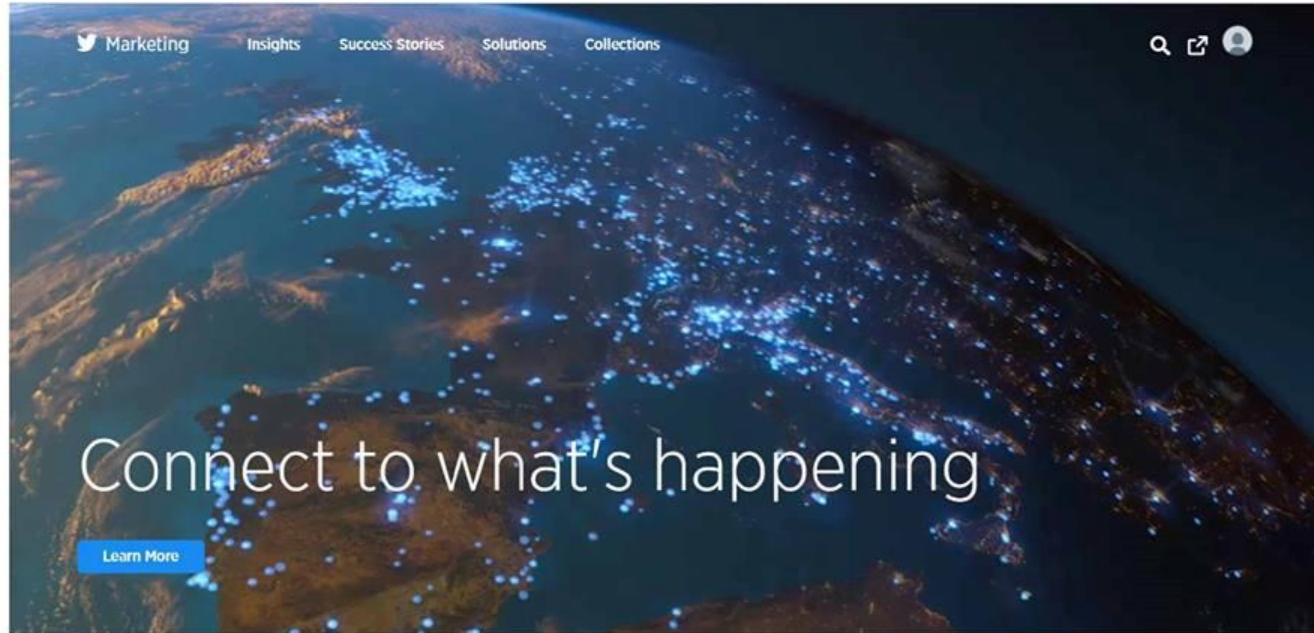 Marketing Insights Success Stories Solutions Collections
Connect to what's happening
Learn More